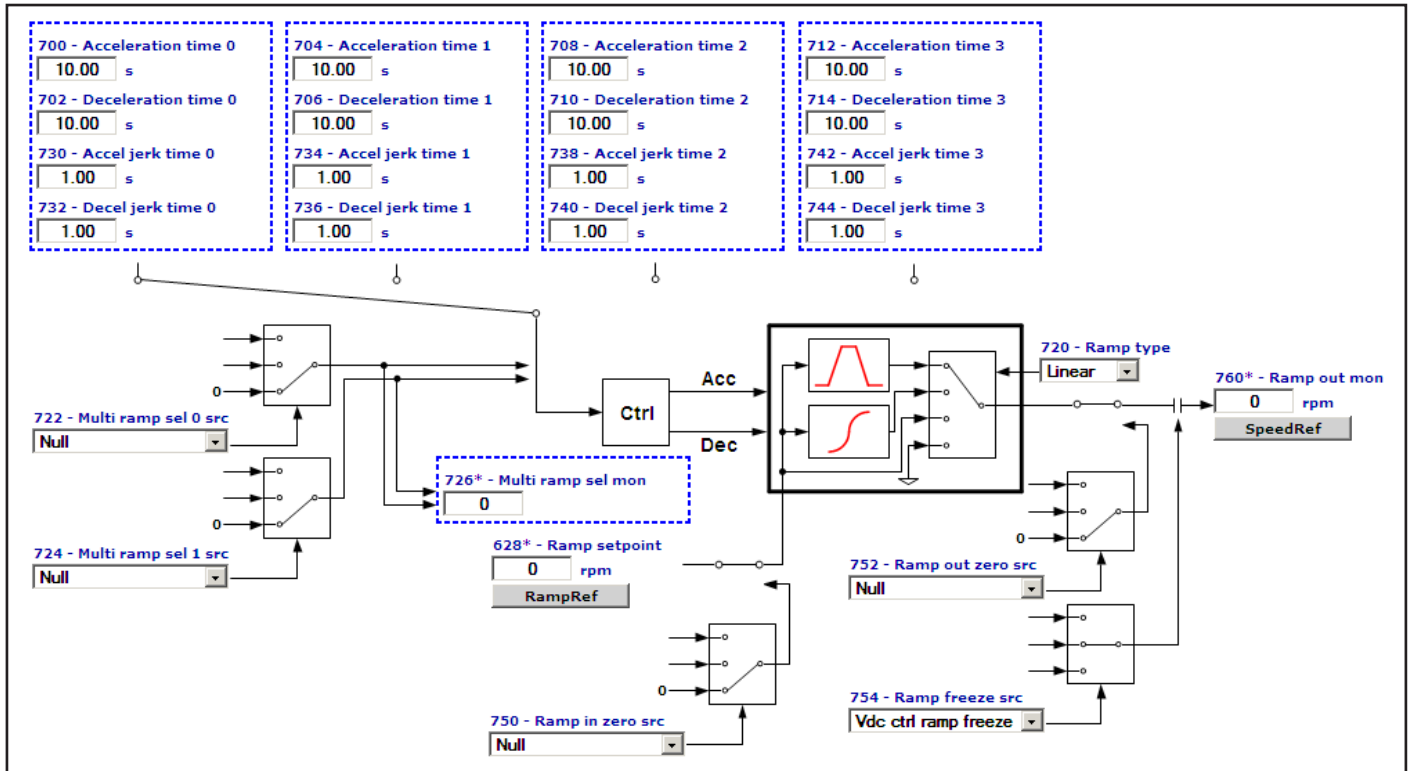 700 - Acceleration time 0
10.00 s
702 - Deceleration time 0
10.00 s
730 - Accel jerk time 0
1.00 s
732 - Decel jerk time 0
1.00 s
704 - Acceleration time 1
10.00 s
706 - Deceleration time 1
10.00 s
734 - Accel jerk time 1
1.00 s
736 - Decel jerk time 1
1.00 s
708 - Acceleration time 2
10.00 s
710 - Deceleration time 2
10.00 s
738 - Accel jerk time 2
1.00 s
740 - Decel jerk time 2
1.00 s
712 - Acceleration time 3
10.00 s
714 - Deceleration time 3
10.00 s
742 - Accel jerk time 3
1.00 s
744 - Decel jerk time 3
1.00 s
0
722 - Multi ramp sel 0 src
Null
0
724 - Multi ramp sel 1 src
Null
726* - Multi ramp sel mon
0
Ctrl
Acc
Dec
720 - Ramp type
Linear
760* - Ramp out mon
0 rpm
SpeedRef
628* - Ramp setpoint
0 rpm
RampRef
0
750 - Ramp in zero src
Null
0
752 - Ramp out zero src
Null
754 - Ramp freeze src
Vdc ctrl ramp freeze